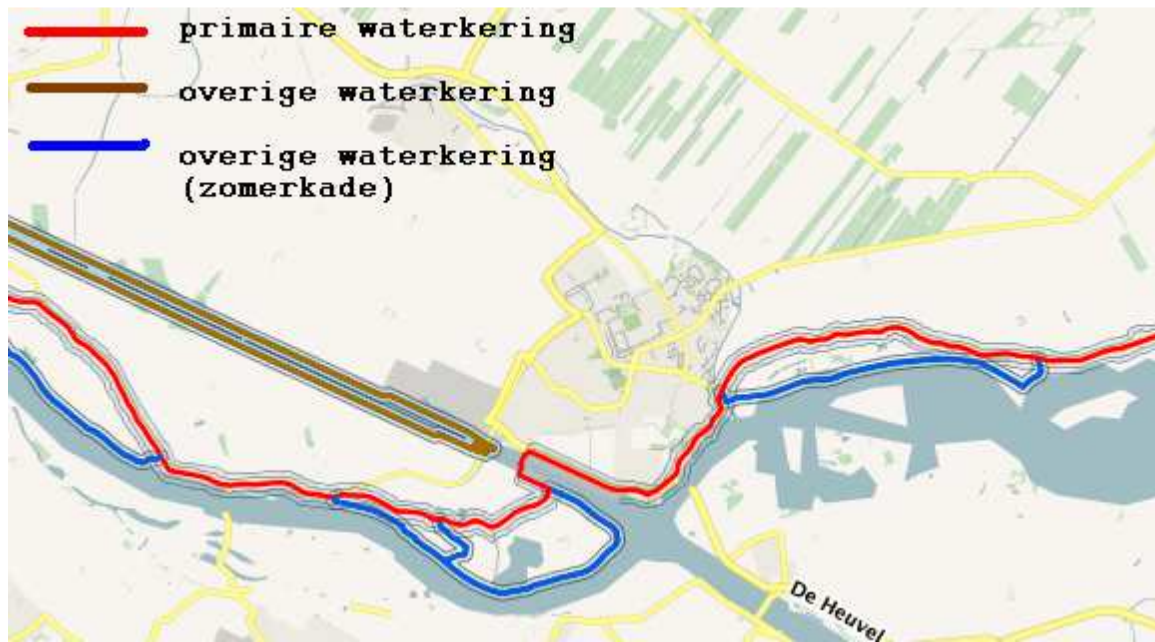 primaire waterkering
overige waterkering
overige waterkering
(zomerkade)
De Heuvel